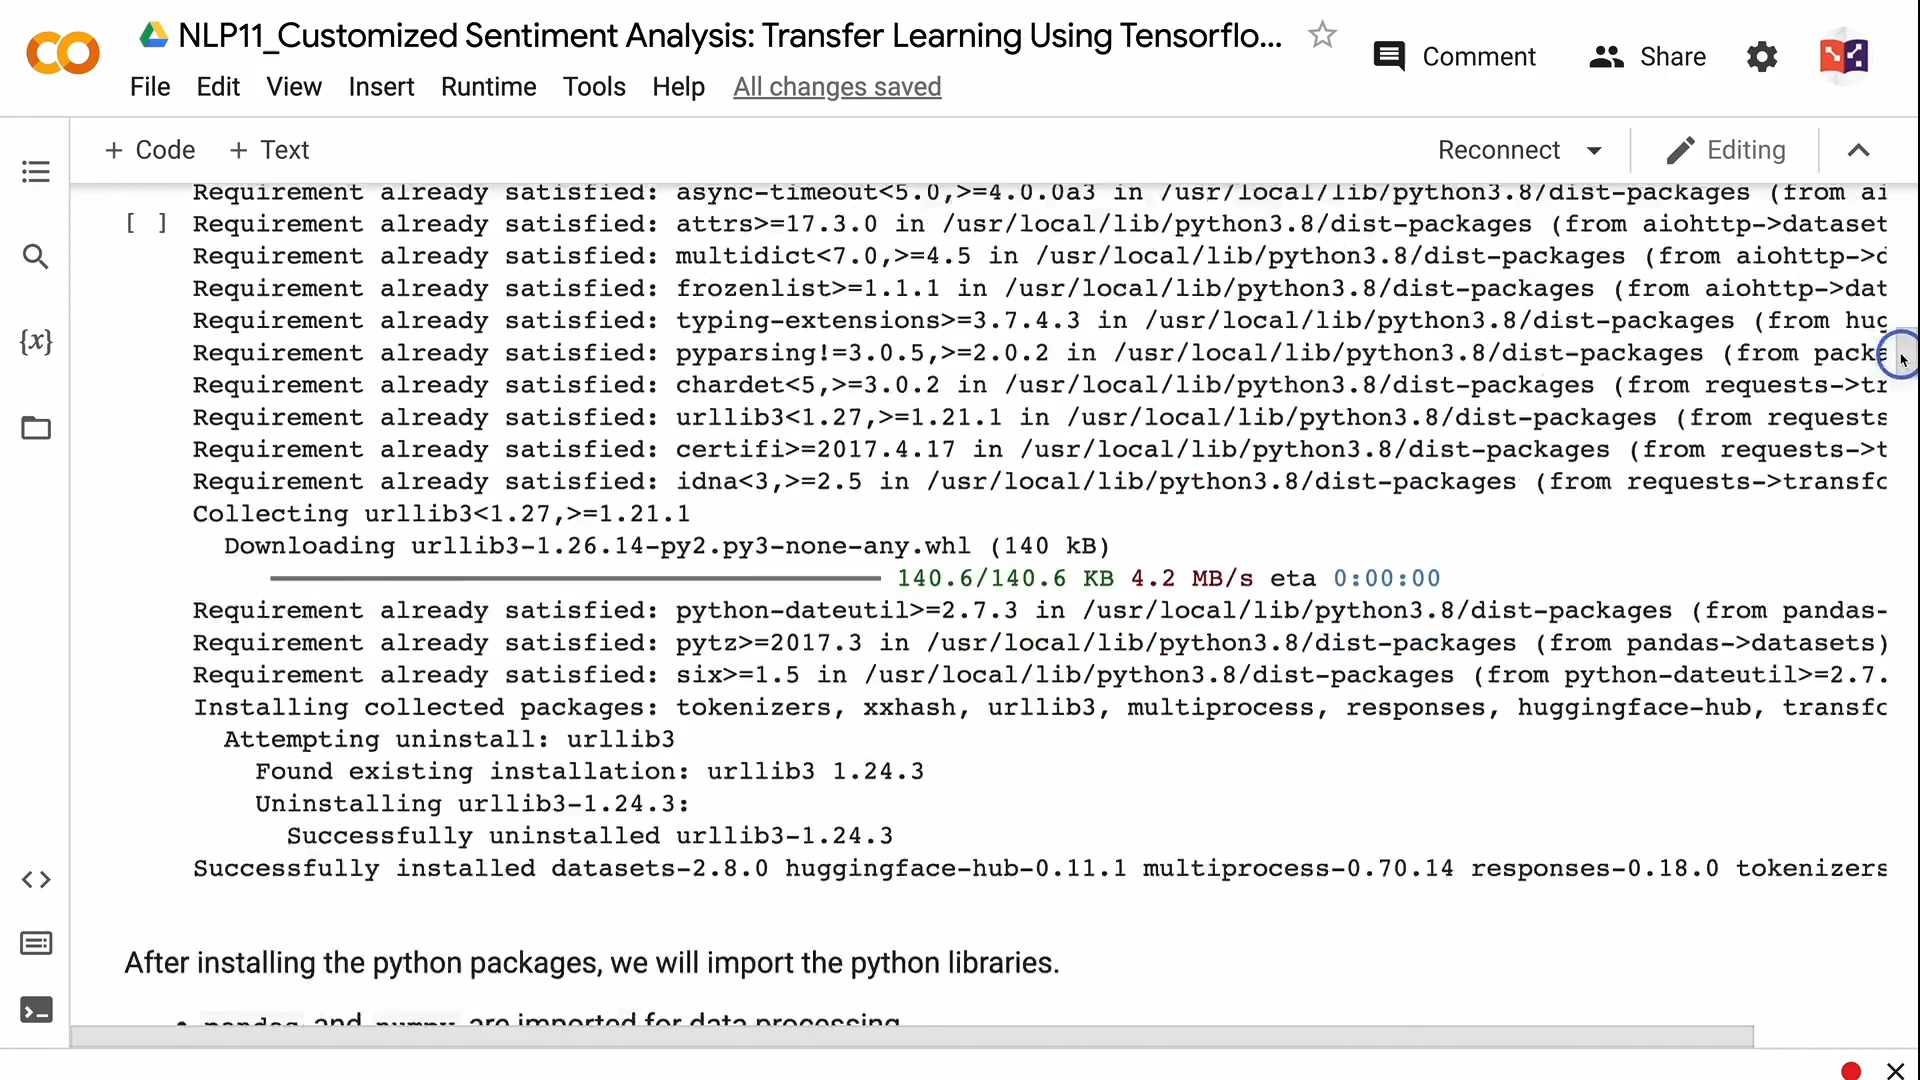 NLP11_Customized Sentiment Analysis: Transfer Learning Using Tensorflo...
Comment
Share
File Edit View Insert Runtime Tools Help All changes saved
+ Code + Text
Reconnect
Editing
Requirement already satisfied: async-timeout<5.0,>=4.0.0a3 in /usr/local/lib/python3.8/dist-packages (from ai
[ ] Requirement already satisfied: attrs>=17.3.0 in /usr/local/lib/python3.8/dist-packages (from aiohttp->dataset
Requirement already satisfied: multidict<7.0,>=4.5 in /usr/local/lib/python3.8/dist-packages (from aiohttp->d
Requirement already satisfied: frozenlist>=1.1.1 in /usr/local/lib/python3.8/dist-packages (from aiohttp->dat
{x}
Requirement already satisfied: typing-extensions>=3.7.4.3 in /usr/local/lib/python3.8/dist-packages (from hug
Requirement already satisfied: pyparsing!=3.0.5,>=2.0.2 in /usr/local/lib/python3.8/dist-packages (from packa
Requirement already satisfied: chardet<5,>=3.0.2 in /usr/local/lib/python3.8/dist-packages (from requests->tr
Requirement already satisfied: urllib3<1.27,>=1.21.1 in /usr/local/lib/python3.8/dist-packages (from requests
Requirement already satisfied: certifi>=2017.4.17 in /usr/local/lib/python3.8/dist-packages (from requests->t
Requirement already satisfied: idna<3,>=2.5 in /usr/local/lib/python3.8/dist-packages (from requests->transfo
Collecting urllib3<1.27,>=1.21.1
Downloading urllib3-1.26.14-py2.py3-none-any.whl (140 kB)
140.6/140.6 KB 4.2 MB/s eta 0:00:00
Requirement already satisfied: python-dateutil>=2.7.3 in /usr/local/lib/python3.8/dist-packages (from pandas-
Requirement already satisfied: pytz>=2017.3 in /usr/local/lib/python3.8/dist-packages (from pandas->datasets)
Requirement already satisfied: six>=1.5 in /usr/local/lib/python3.8/dist-packages (from python-dateutil>=2.7.
Installing collected packages: tokenizers, xxhash, urllib3, multiprocess, responses, huggingface-hub, transfo
Attempting uninstall: urllib3
Found existing installation: urllib3 1.24.3
Uninstalling urllib3-1.24.3:
Successfully uninstalled urllib3-1.24.3
Successfully installed datasets-2.8.0 huggingface-hub-0.11.1 multiprocess-0.70.14 responses-0.18.0 tokenizers
After installing the python packages, we will import the python libraries.
• pandas and numpy are imported for data processing